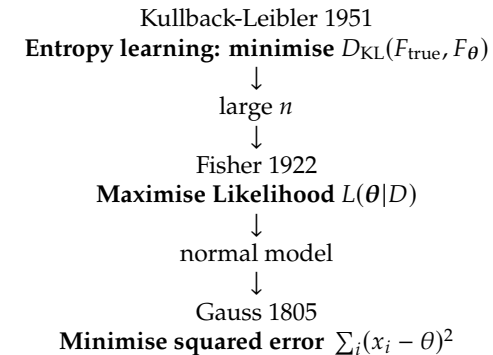 Kullback-Leibler 1951
Entropy learning: minimise D_KL(F_true, F_θ)
↓
large n
↓
Fisher 1922
Maximise Likelihood L(θ|D)
↓
normal model
↓
Gauss 1805
Minimise squared error ∑_i(x_i − θ)²